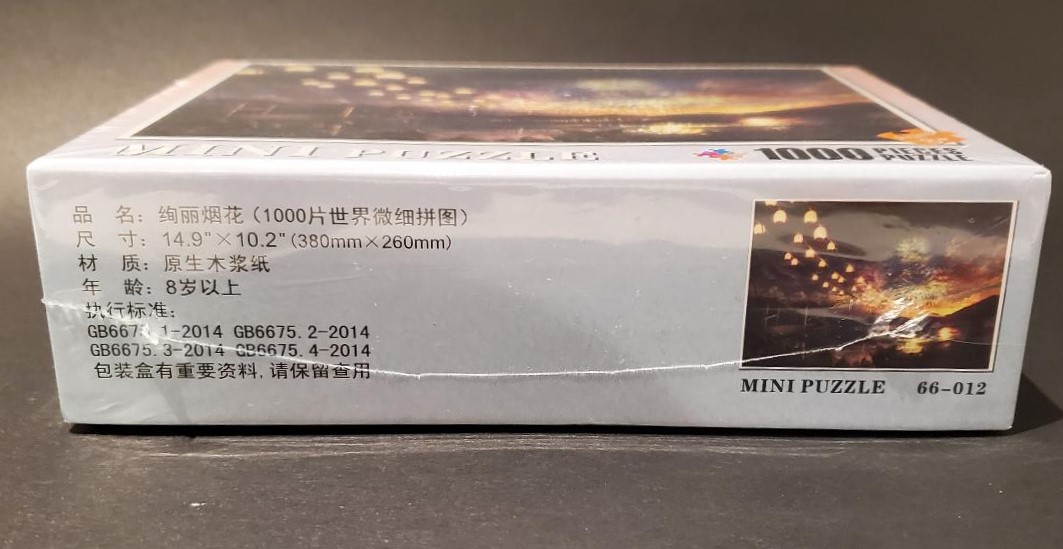 MINI PUZZLE
1000 PIECES PUZZLE
品 名：绚丽烟花（1000片世界微细拼图）
尺 寸：14.9"×10.2"(380mm×260mm)
材 质：原生木浆纸
年 龄：8岁以上
执行标准：
GB6675.1-2014 GB6675.2-2014
GB6675.3-2014 GB6675.4-2014
包装盒有重要资料，请保留查用
MINI PUZZLE 66-012